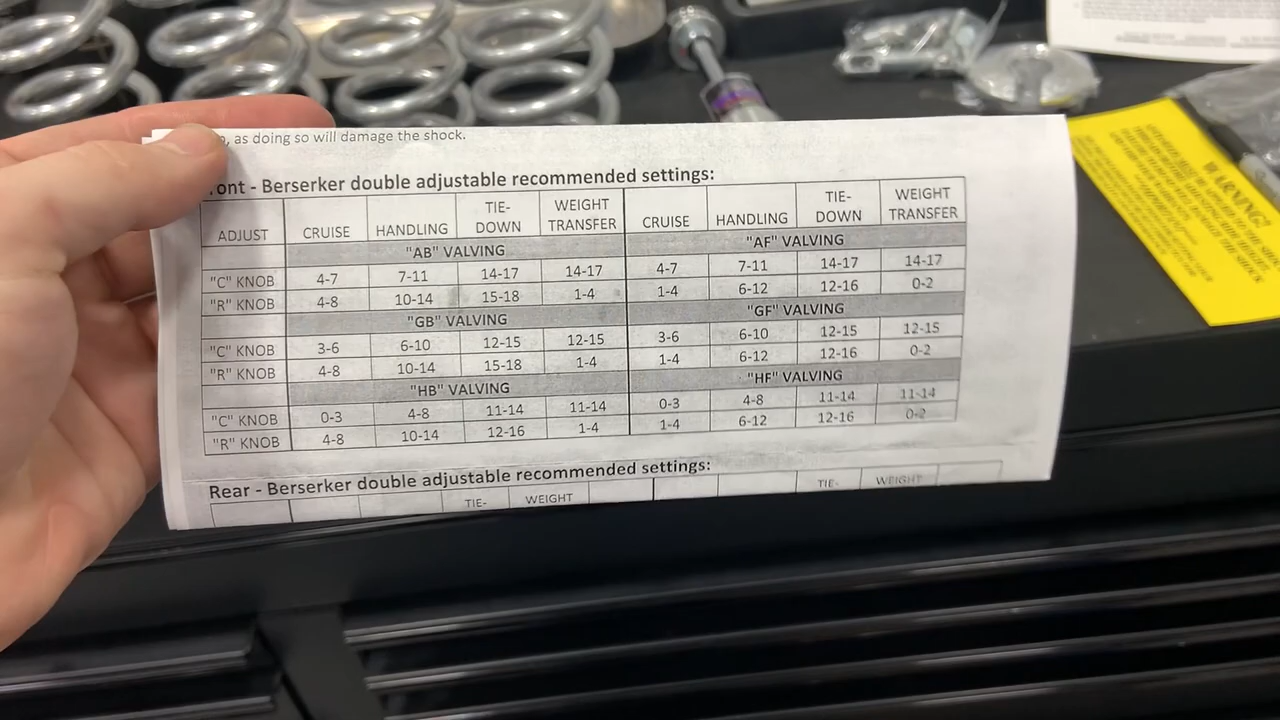 , as doing so will damage the shock.
ont - Berserker double adjustable recommended settings:
ADJUST CRUISE HANDLING TIE-DOWN WEIGHT TRANSFER CRUISE HANDLING TIE-DOWN WEIGHT TRANSFER
"AB" VALVING "AF" VALVING
"C" KNOB 4-7 7-11 14-17 14-17 4-7 7-11 14-17 14-17
"R" KNOB 4-8 10-14 15-18 1-4 1-4 6-12 12-16 0-2
"GB" VALVING "GF" VALVING
"C" KNOB 3-6 6-10 12-15 12-15 3-6 6-10 12-15 12-15
"R" KNOB 4-8 10-14 15-18 1-4 1-4 6-12 12-16 0-2
"HB" VALVING "HF" VALVING
"C" KNOB 0-3 4-8 11-14 11-14 0-3 4-8 11-14 11-14
"R" KNOB 4-8 10-14 12-16 1-4 1-4 6-12 12-16 0-2
Rear - Berserker double adjustable recommended settings:
TIE- WEIGHT TIE- WEIGHT
WARNING!